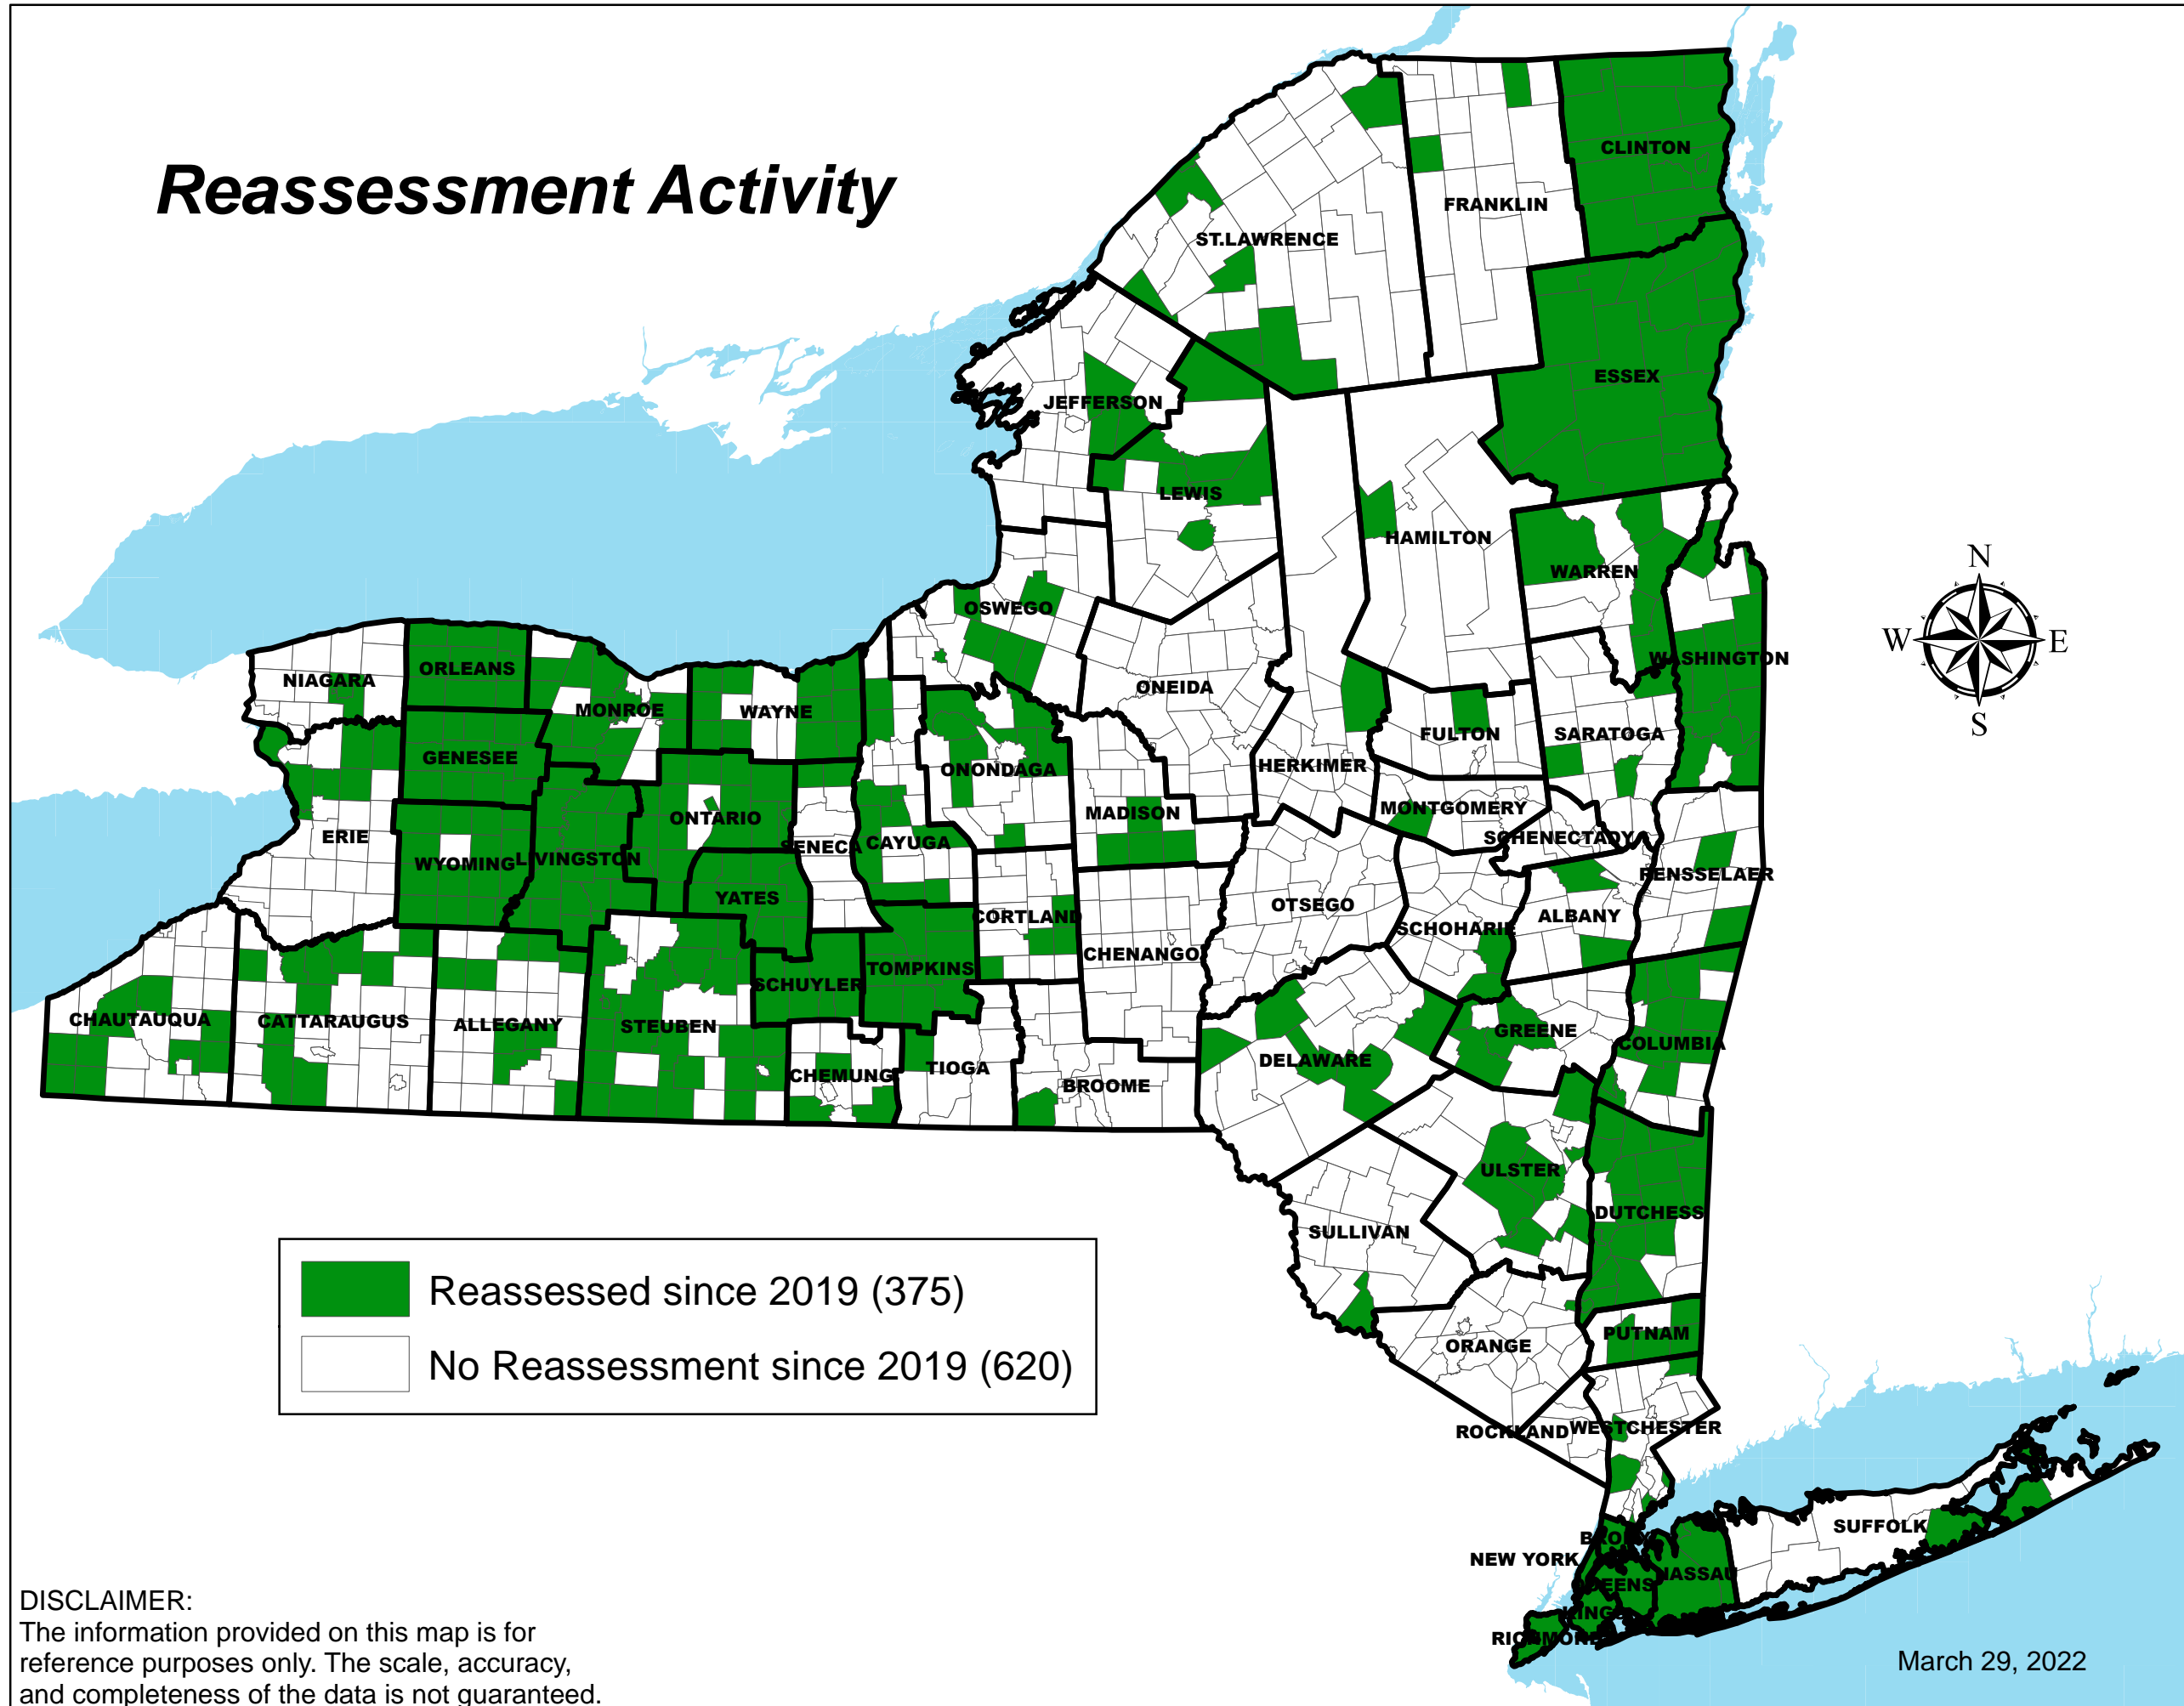 Reassessment Activity
CLINTON
FRANKLIN
ST.LAWRENCE
ESSEX
JEFFERSON
LEWIS
HAMILTON
WARREN
OSWEGO
WASHINGTON
NIAGARA
ORLEANS
MONROE
WAYNE
ONEIDA
FULTON
SARATOGA
GENESEE
ONONDAGA
HERKIMER
ERIE
ONTARIO
MADISON
MONTGOMERY
WYOMING
LIVINGSTON
SENECA
CAYUGA
SCHENECTADY
RENSSELAER
YATES
CORTLAND
OTSEGO
ALBANY
SCHOHARIE
CHENANGO
TOMPKINS
SCHUYLER
CHAUTAUQUA
CATTARAUGUS
ALLEGANY
STEUBEN
GREENE
COLUMBIA
CHEMUNG
TIOGA
BROOME
DELAWARE
ULSTER
DUTCHESS
SULLIVAN
PUTNAM
ORANGE
ROCKLAND
WESTCHESTER
SUFFOLK
BRONX
NEW YORK
NASSAU
QUEENS
KINGS
RICHMOND
N
W
E
S
Reassessed since 2019 (375)
No Reassessment since 2019 (620)
DISCLAIMER:
The information provided on this map is for
reference purposes only. The scale, accuracy,
and completeness of the data is not guaranteed.
March 29, 2022